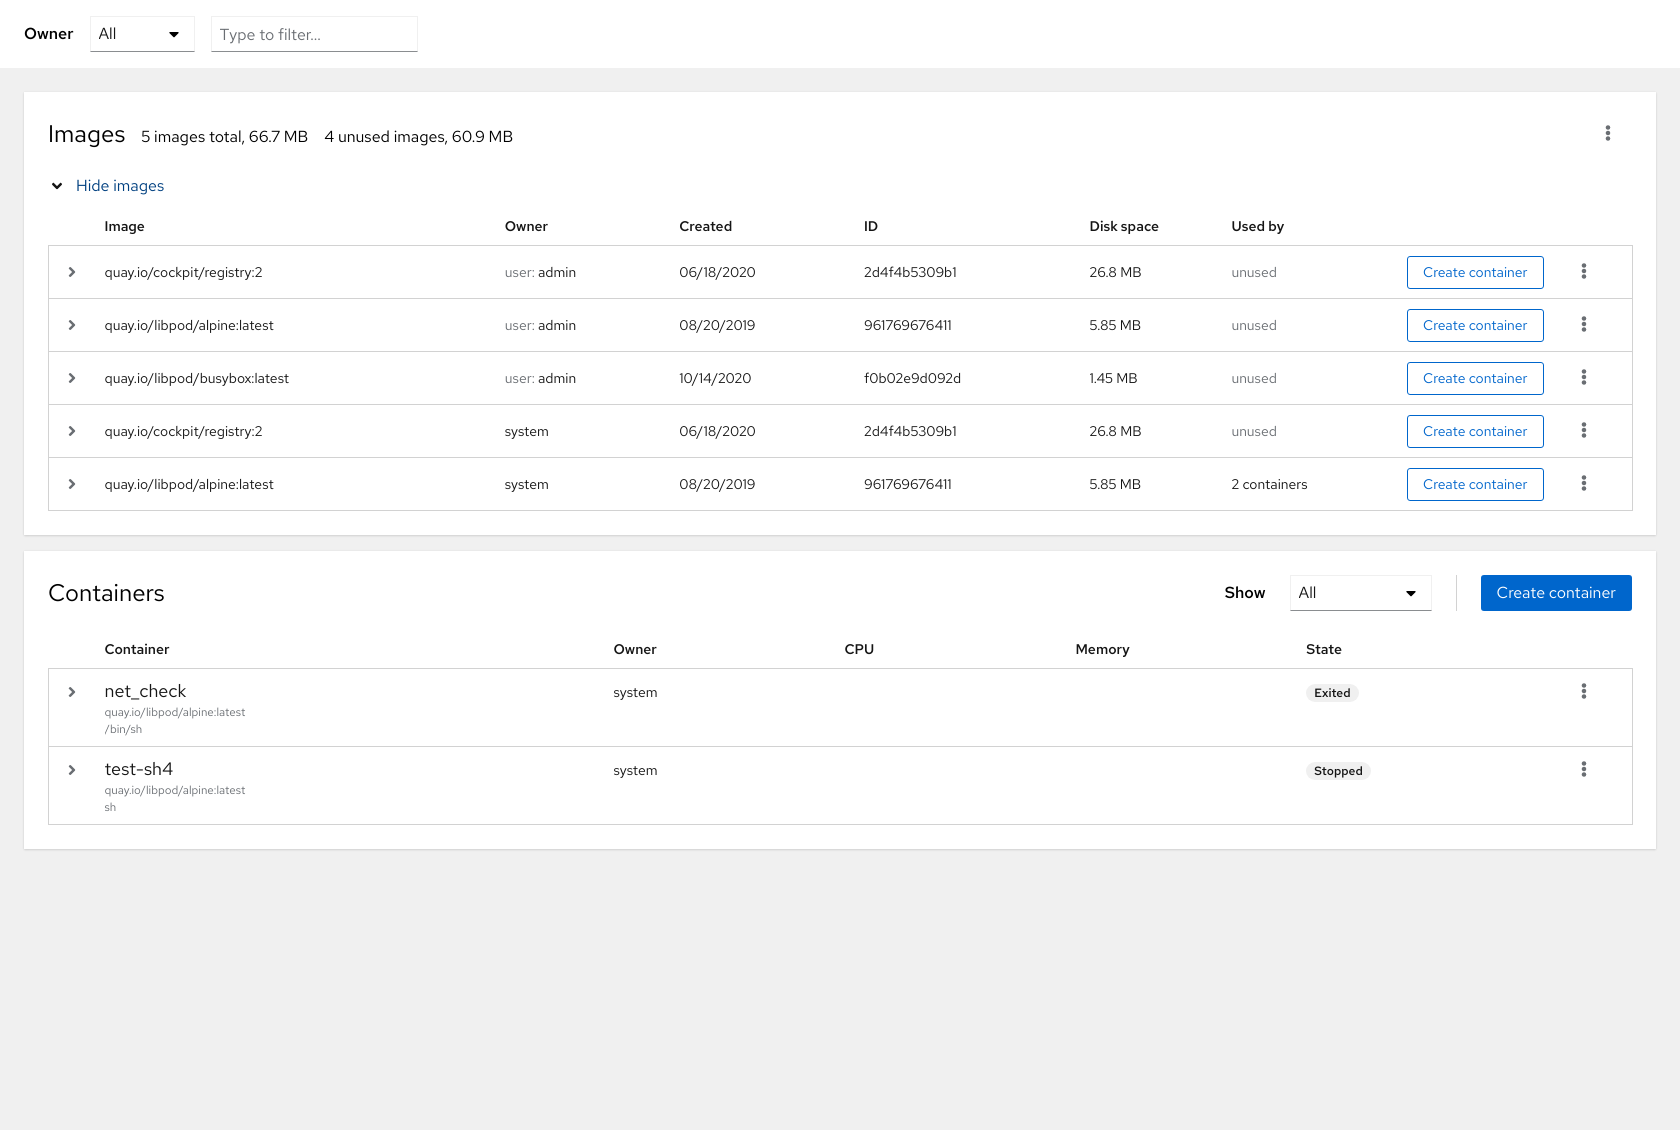 Owner All Type to filter...
Images 5 images total, 66.7 MB 4 unused images, 60.9 MB
Hide images
Image Owner Created ID Disk space Used by
quay.io/cockpit/registry:2 user: admin 06/18/2020 2d4f4b5309b1 26.8 MB unused Create container
quay.io/libpod/alpine:latest user: admin 08/20/2019 961769676411 5.85 MB unused Create container
quay.io/libpod/busybox:latest user: admin 10/14/2020 f0b02e9d092d 1.45 MB unused Create container
quay.io/cockpit/registry:2 system 06/18/2020 2d4f4b5309b1 26.8 MB unused Create container
quay.io/libpod/alpine:latest system 08/20/2019 961769676411 5.85 MB 2 containers Create container
Containers Show All Create container
Container Owner CPU Memory State
net_check system Exited
quay.io/libpod/alpine:latest
/bin/sh
test-sh4 system Stopped
quay.io/libpod/alpine:latest
sh